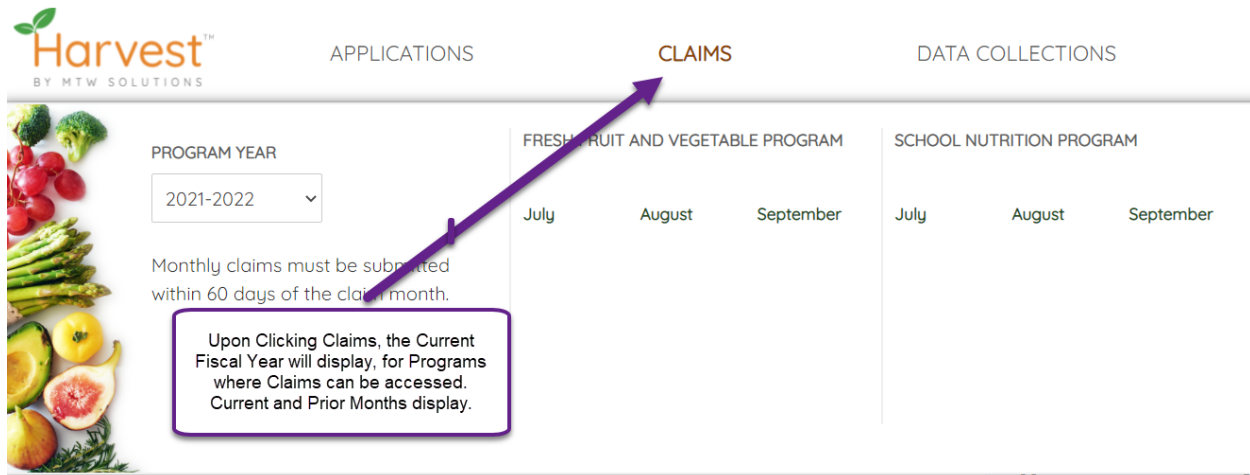 Harvest™
BY MTW SOLUTIONS
APPLICATIONS
CLAIMS
DATA COLLECTIONS
PROGRAM YEAR
2021-2022
Monthly claims must be submitted
within 60 days of the claim month.
FRESH FRUIT AND VEGETABLE PROGRAM
July August September
SCHOOL NUTRITION PROGRAM
July August September
Upon Clicking Claims, the Current
Fiscal Year will display, for Programs
where Claims can be accessed.
Current and Prior Months display.